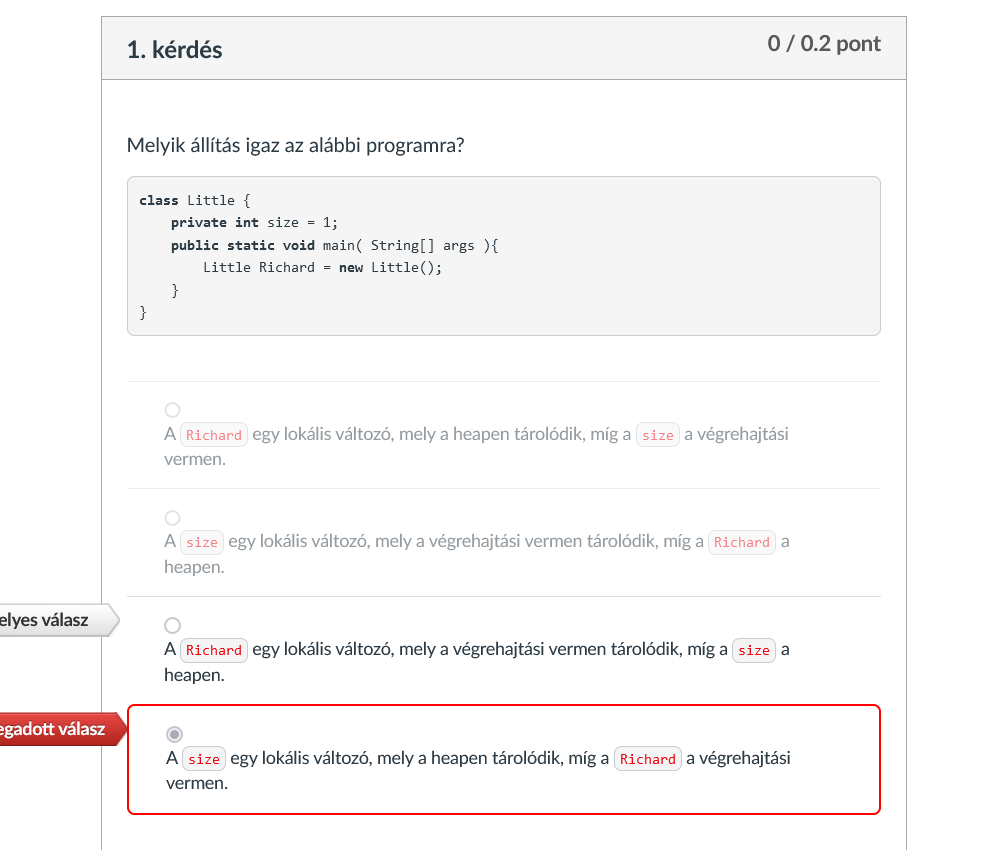 1. kérdés
0 / 0.2 pont
Melyik állítás igaz az alábbi programra?
class Little {
    private int size = 1;
    public static void main( String[] args ){
        Little Richard = new Little();
    }
}
A Richard egy lokális változó, mely a heapen tárolódik, míg a size a végrehajtási
vermen.
A size egy lokális változó, mely a végrehajtási vermen tárolódik, míg a Richard a
heapen.
elyes válasz
A Richard egy lokális változó, mely a végrehajtási vermen tárolódik, míg a size a
heapen.
egadott válasz
A size egy lokális változó, mely a heapen tárolódik, míg a Richard a végrehajtási
vermen.